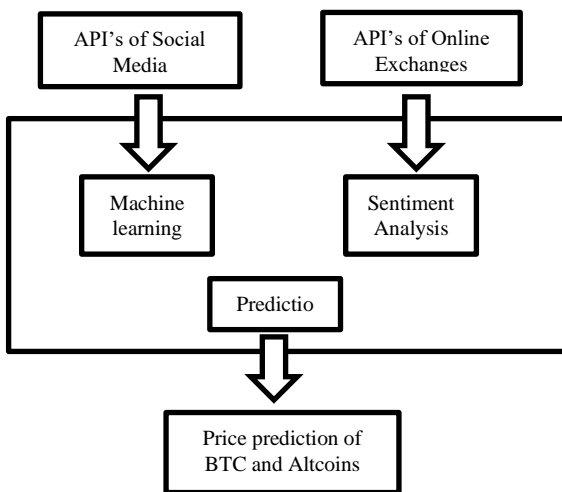 API’s of Social
Media
API’s of Online
Exchanges
Machine
learning
Sentiment
Analysis
Predictio
Price prediction of
BTC and Altcoins